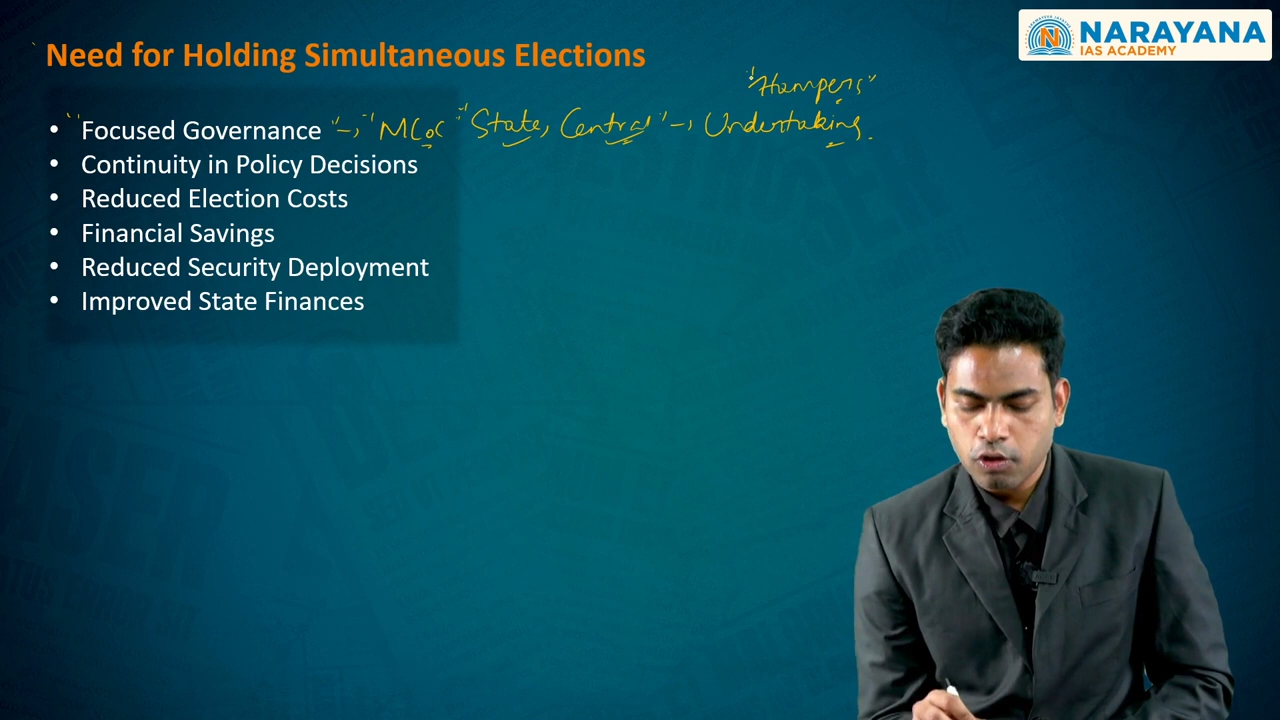 NARAYANA
IAS ACADEMY
Need for Holding Simultaneous Elections
"Hampers"
• Focused Governance "→ "MCoC "State, Central" → Undertaking.
• Continuity in Policy Decisions
• Reduced Election Costs
• Financial Savings
• Reduced Security Deployment
• Improved State Finances